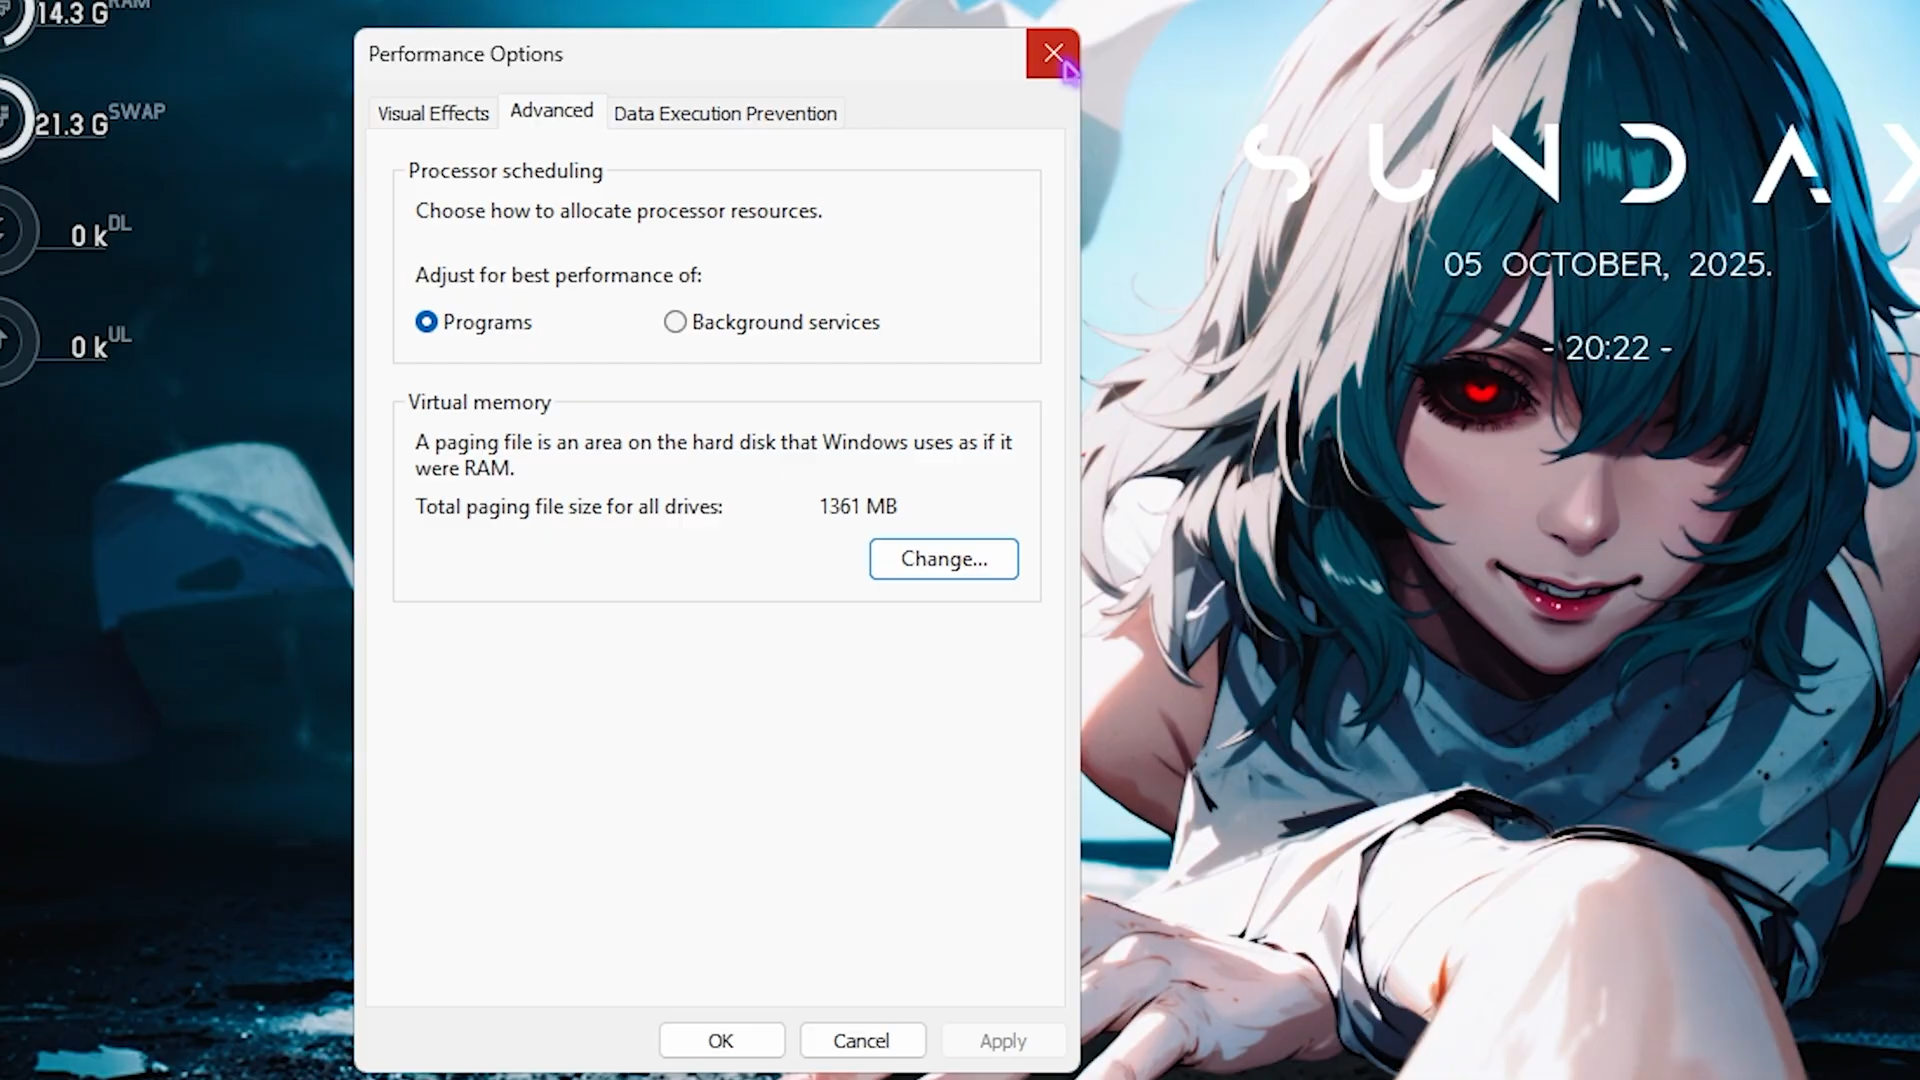 RAM
14.3 G
SWAP
21.3 G
DL
0 k
UL
0 k
Performance Options
Visual Effects
Advanced
Data Execution Prevention
Processor scheduling
Choose how to allocate processor resources.
Adjust for best performance of:
Programs
Background services
Virtual memory
A paging file is an area on the hard disk that Windows uses as if it
were RAM.
Total paging file size for all drives:
1361 MB
Change...
OK
Cancel
Apply
05 OCTOBER, 2025.
- 20:22 -